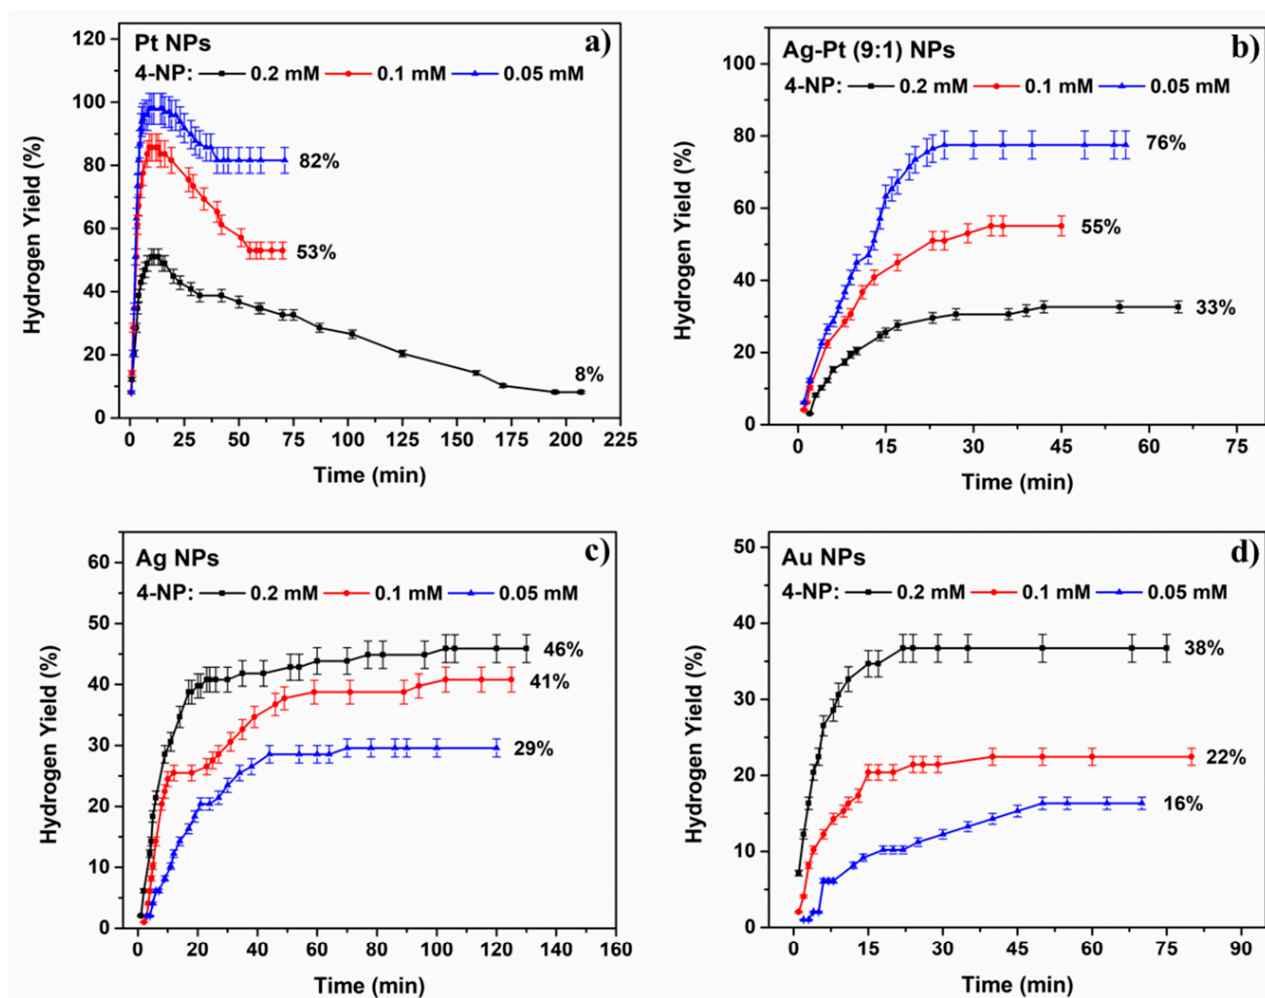 Pt NPs
a)
4-NP: 0.2 mM 0.1 mM 0.05 mM
Hydrogen Yield (%)
120
100
80
60
40
20
0
82%
53%
8%
0 25 50 75 100 125 150 175 200 225
Time (min)
Ag-Pt (9:1) NPs
b)
4-NP: 0.2 mM 0.1 mM 0.05 mM
Hydrogen Yield (%)
100
80
60
40
20
0
76%
55%
33%
0 15 30 45 60 75
Time (min)
Ag NPs
c)
4-NP: 0.2 mM 0.1 mM 0.05 mM
Hydrogen Yield (%)
60
50
40
30
20
10
0
46%
41%
29%
0 20 40 60 80 100 120 140 160
Time (min)
Au NPs
d)
4-NP: 0.2 mM 0.1 mM 0.05 mM
Hydrogen Yield (%)
50
40
30
20
10
0
38%
22%
16%
0 15 30 45 60 75 90
Time (min)